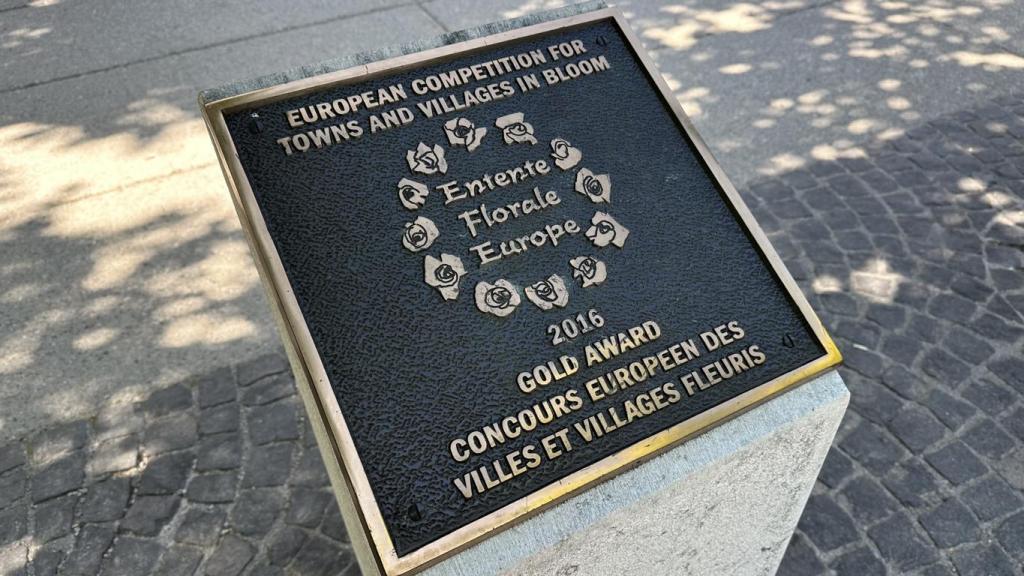 EUROPEAN COMPETITION FOR
TOWNS AND VILLAGES IN BLOOM
Entente
Florale
Europe
2016
GOLD AWARD
CONCOURS EUROPEEN DES
VILLES ET VILLAGES FLEURIS